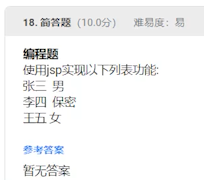 18. 简答题 (10.0分) 难易度：易
编程题
使用jsp实现以下列表功能:
张三 男
李四 保密
王五 女
参考答案
暂无答案